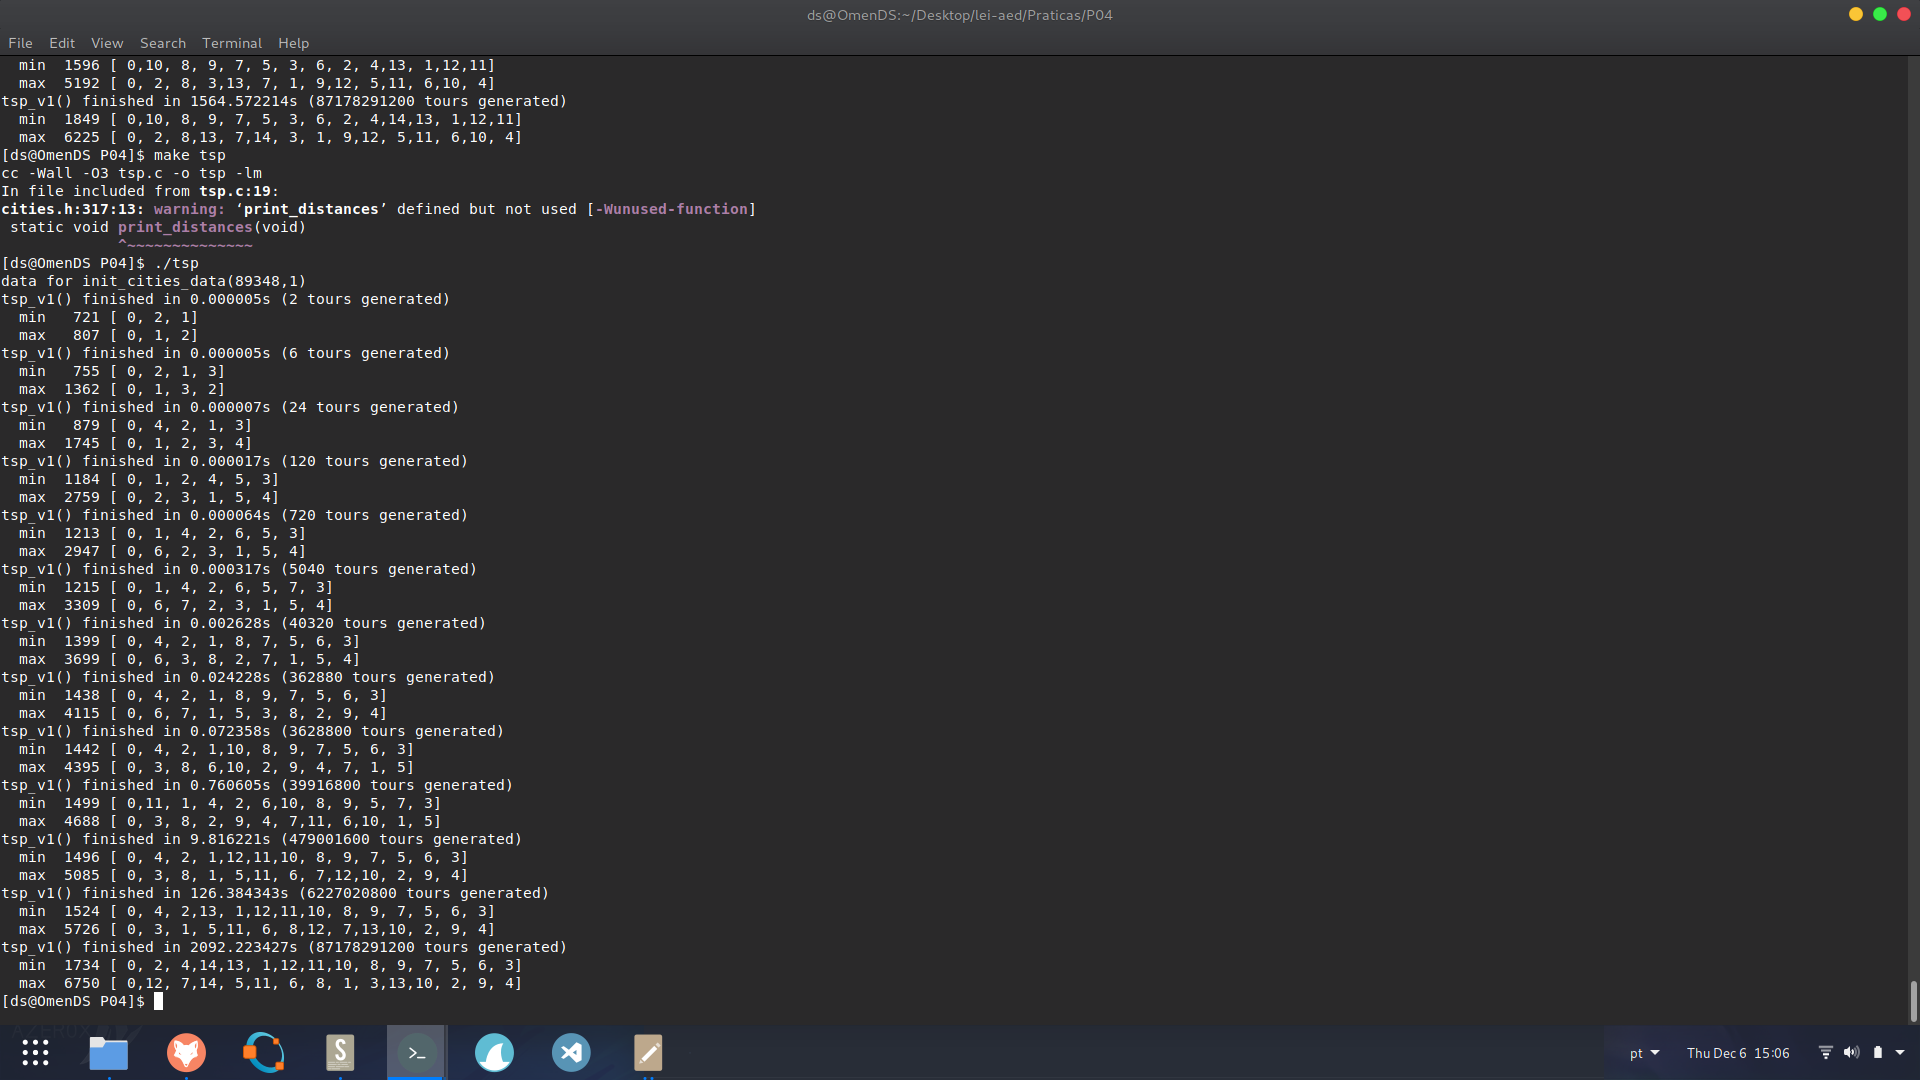 ds@OmenDS:~/Desktop/lei-aed/Praticas/P04
File Edit View Search Terminal Help
  min  1596 [ 0,10, 8, 9, 7, 5, 3, 6, 2, 4,13, 1,12,11]
  max  5192 [ 0, 2, 8, 3,13, 7, 1, 9,12, 5,11, 6,10, 4]
tsp_v1() finished in 1564.572214s (87178291200 tours generated)
  min  1849 [ 0,10, 8, 9, 7, 5, 3, 6, 2, 4,14,13, 1,12,11]
  max  6225 [ 0, 2, 8,13, 7,14, 3, 1, 9,12, 5,11, 6,10, 4]
[ds@OmenDS P04]$ make tsp
cc -Wall -O3 tsp.c -o tsp -lm
In file included from tsp.c:19:
cities.h:317:13: warning: ‘print_distances’ defined but not used [-Wunused-function]
 static void print_distances(void)
             ^~~~~~~~~~~~~~~
[ds@OmenDS P04]$ ./tsp
data for init_cities_data(89348,1)
tsp_v1() finished in 0.000005s (2 tours generated)
  min   721 [ 0, 2, 1]
  max   807 [ 0, 1, 2]
tsp_v1() finished in 0.000005s (6 tours generated)
  min   755 [ 0, 2, 1, 3]
  max  1362 [ 0, 1, 3, 2]
tsp_v1() finished in 0.000007s (24 tours generated)
  min   879 [ 0, 4, 2, 1, 3]
  max  1745 [ 0, 1, 2, 3, 4]
tsp_v1() finished in 0.000017s (120 tours generated)
  min  1184 [ 0, 1, 2, 4, 5, 3]
  max  2759 [ 0, 2, 3, 1, 5, 4]
tsp_v1() finished in 0.000064s (720 tours generated)
  min  1213 [ 0, 1, 4, 2, 6, 5, 3]
  max  2947 [ 0, 6, 2, 3, 1, 5, 4]
tsp_v1() finished in 0.000317s (5040 tours generated)
  min  1215 [ 0, 1, 4, 2, 6, 5, 7, 3]
  max  3309 [ 0, 6, 7, 2, 3, 1, 5, 4]
tsp_v1() finished in 0.002628s (40320 tours generated)
  min  1399 [ 0, 4, 2, 1, 8, 7, 5, 6, 3]
  max  3699 [ 0, 6, 3, 8, 2, 7, 1, 5, 4]
tsp_v1() finished in 0.024228s (362880 tours generated)
  min  1438 [ 0, 4, 2, 1, 8, 9, 7, 5, 6, 3]
  max  4115 [ 0, 6, 7, 1, 5, 3, 8, 2, 9, 4]
tsp_v1() finished in 0.072358s (3628800 tours generated)
  min  1442 [ 0, 4, 2, 1,10, 8, 9, 7, 5, 6, 3]
  max  4395 [ 0, 3, 8, 6,10, 2, 9, 4, 7, 1, 5]
tsp_v1() finished in 0.760605s (39916800 tours generated)
  min  1499 [ 0,11, 1, 4, 2, 6,10, 8, 9, 5, 7, 3]
  max  4688 [ 0, 3, 8, 2, 9, 4, 7,11, 6,10, 1, 5]
tsp_v1() finished in 9.816221s (479001600 tours generated)
  min  1496 [ 0, 4, 2, 1,12,11,10, 8, 9, 7, 5, 6, 3]
  max  5085 [ 0, 3, 8, 1, 5,11, 6, 7,12,10, 2, 9, 4]
tsp_v1() finished in 126.384343s (6227020800 tours generated)
  min  1524 [ 0, 4, 2,13, 1,12,11,10, 8, 9, 7, 5, 6, 3]
  max  5726 [ 0, 3, 1, 5,11, 6, 8,12, 7,13,10, 2, 9, 4]
tsp_v1() finished in 2092.223427s (87178291200 tours generated)
  min  1734 [ 0, 2, 4,14,13, 1,12,11,10, 8, 9, 7, 5, 6, 3]
  max  6750 [ 0,12, 7,14, 5,11, 6, 8, 1, 3,13,10, 2, 9, 4]
[ds@OmenDS P04]$
pt Thu Dec 6 15:06